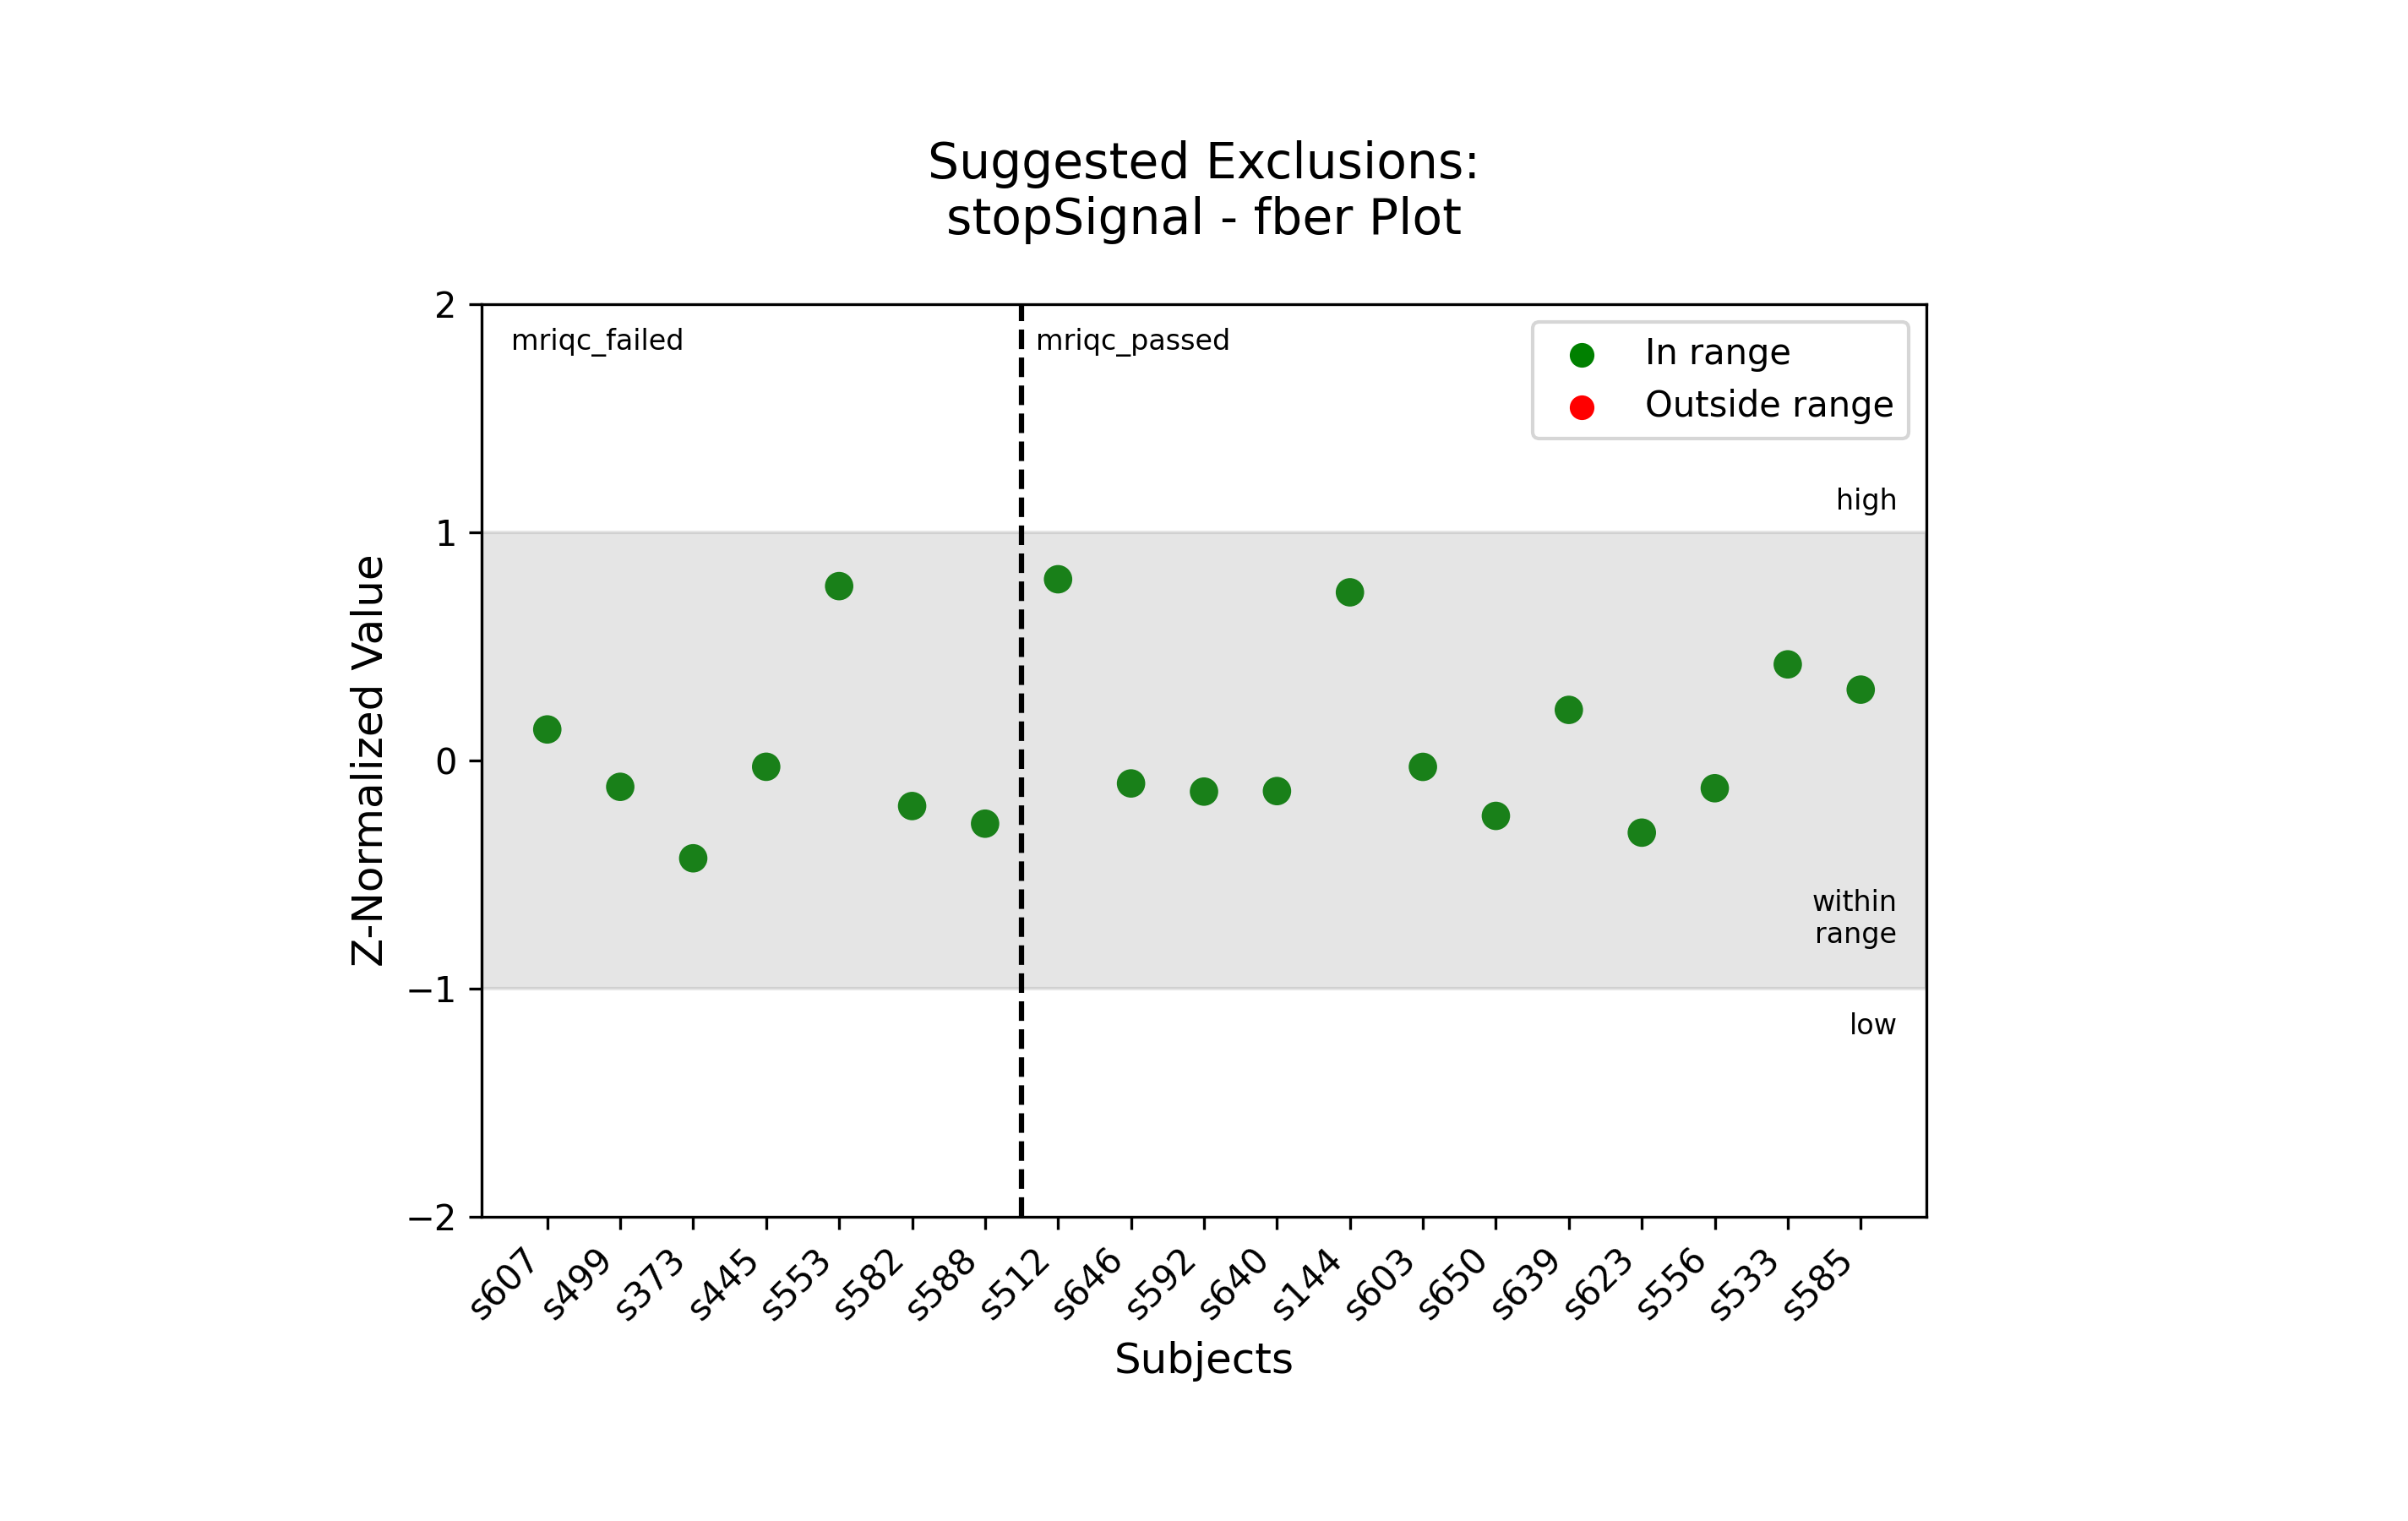 Suggested Exclusions:
stopSignal - fber Plot
2
1
0
−1
−2
Z-Normalized Value
mriqc_failed
mriqc_passed
In range
Outside range
high
within
range
low
s607
s499
s373
s445
s553
s582
s588
s512
s646
s592
s640
s144
s603
s650
s639
s623
s556
s533
s585
Subjects